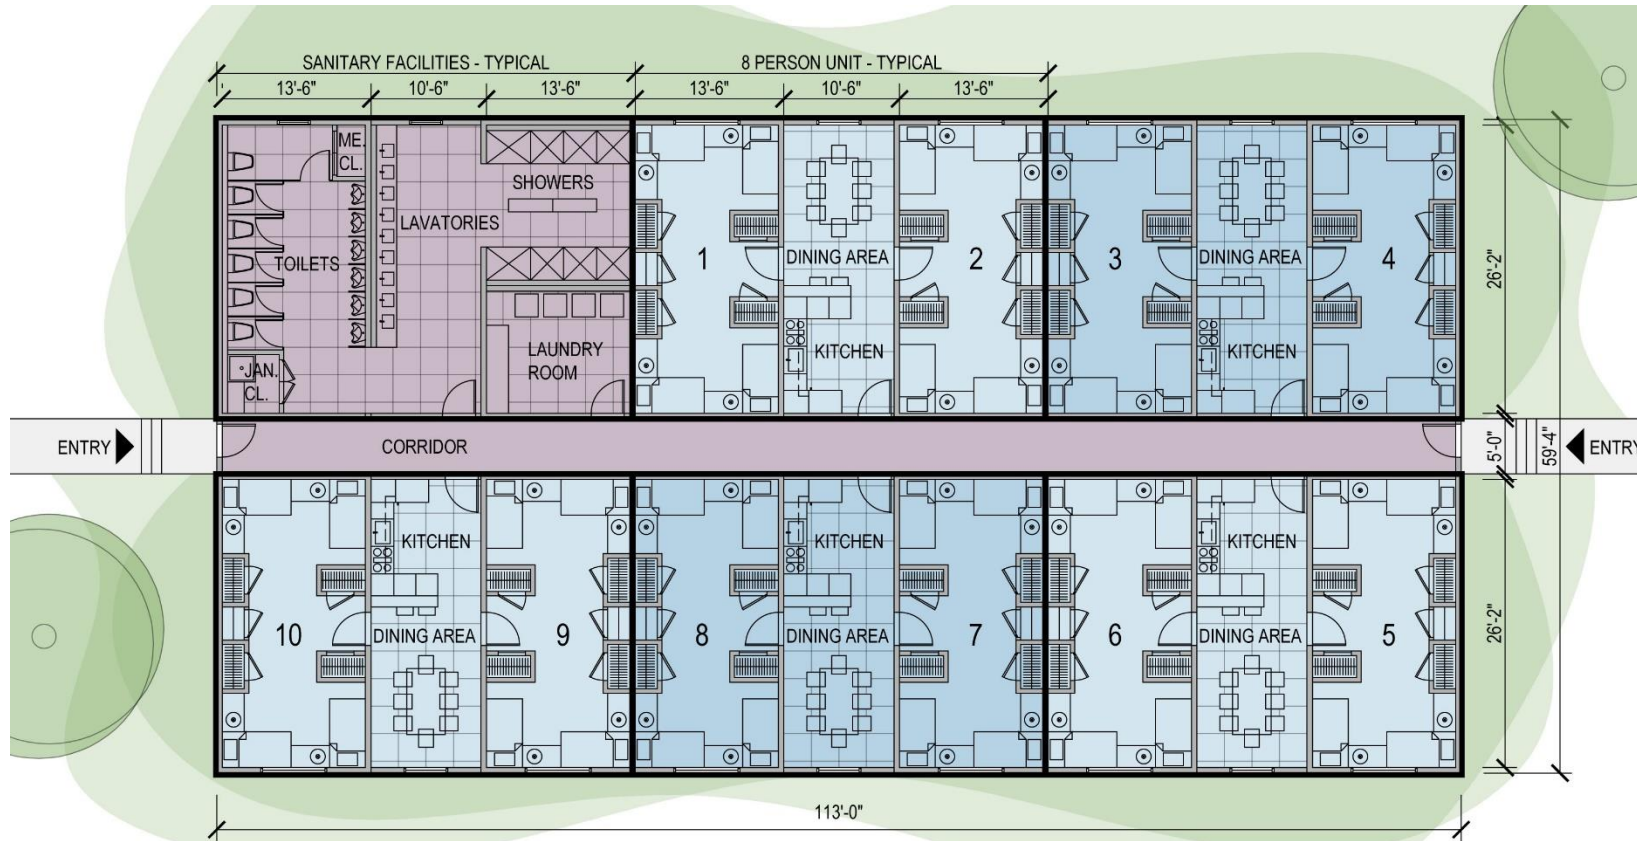 SANITARY FACILITIES - TYPICAL
8 PERSON UNIT - TYPICAL
13'-6"
10'-6"
13'-6"
13'-6"
10'-6"
13'-6"
ME.
CL.
SHOWERS
LAVATORIES
TOILETS
LAUNDRY
ROOM
JAN.
CL.
1
DINING AREA
2
KITCHEN
3
DINING AREA
4
KITCHEN
26'-2"
ENTRY
CORRIDOR
5'-0"
59'-4"
ENTRY
KITCHEN
10
DINING AREA
9
KITCHEN
8
DINING AREA
7
KITCHEN
6
DINING AREA
5
26'-2"
113'-0"